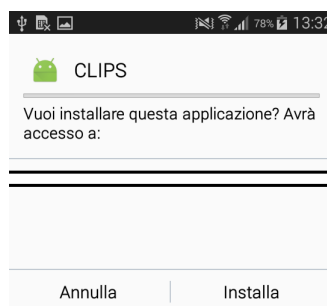 78% 13:32
CLIPS
Vuoi installare questa applicazione? Avrà
accesso a:
Annulla
Installa